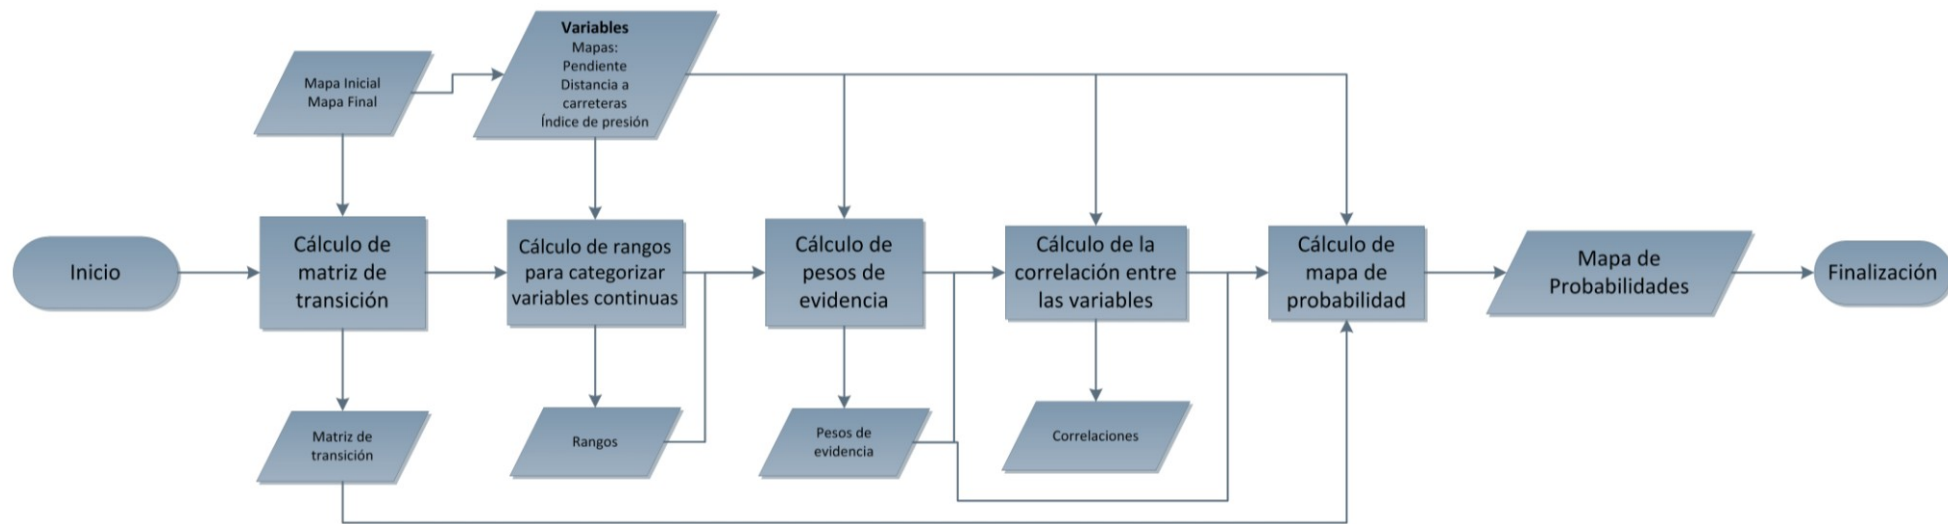 Variables
Mapas:
Pendiente
Distancia a
carreteras
Índice de presión
Mapa Inicial
Mapa Final
Inicio
Cálculo de
matriz de
transición
Cálculo de rangos
para categorizar
variables continuas
Cálculo de
pesos de
evidencia
Cálculo de la
correlación entre
las variables
Cálculo de
mapa de
probabilidad
Mapa de
Probabilidades
Finalización
Matriz de
transición
Rangos
Pesos de
evidencia
Correlaciones